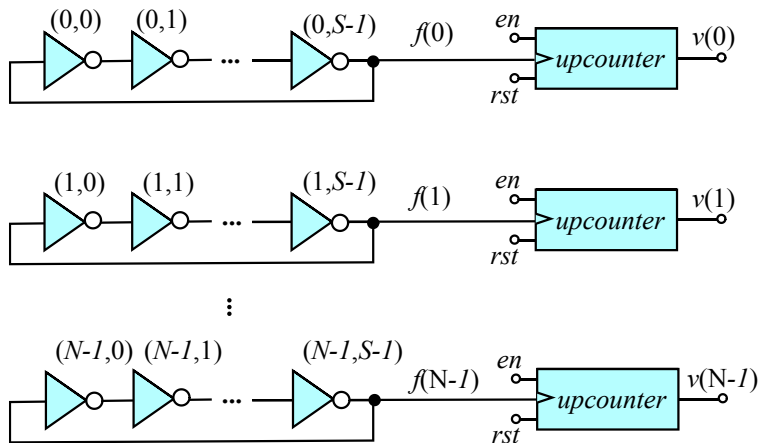 (0,0) (0,1) (0,S-1) f(0) en v(0)
... upcounter
rst
(1,0) (1,1) (1,S-1) f(1) en v(1)
... upcounter
rst
...
(N-1,0) (N-1,1) (N-1,S-1) f(N-1) en v(N-1)
... upcounter
rst